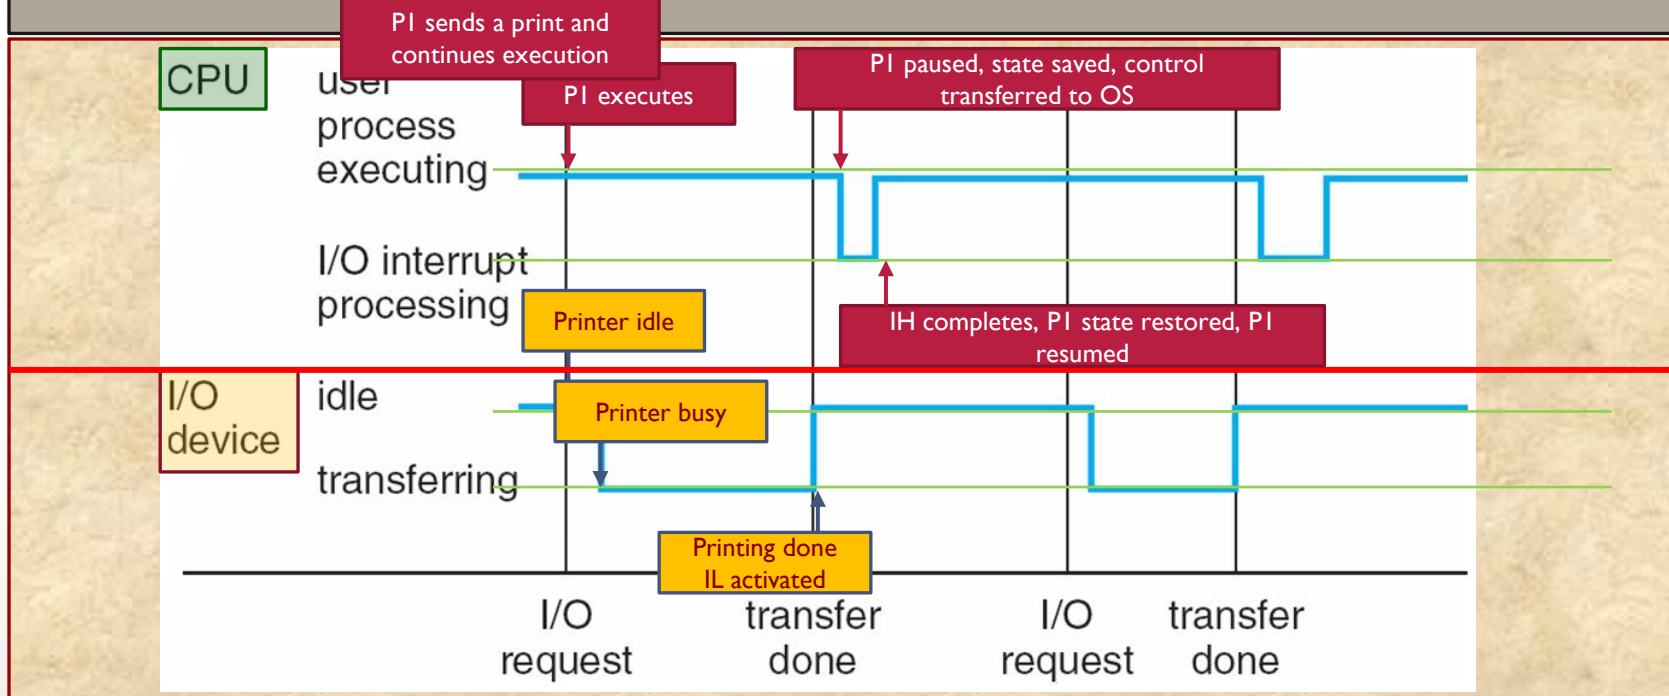 P1 sends a print and
continues execution
CPU
user
process
executing
P1 executes
P1 paused, state saved, control
transferred to OS
I/O interrupt
processing
Printer idle
IH completes, P1 state restored, P1
resumed
I/O
device
idle
Printer busy
transferring
Printing done
IL activated
I/O
request
transfer
done
I/O
request
transfer
done